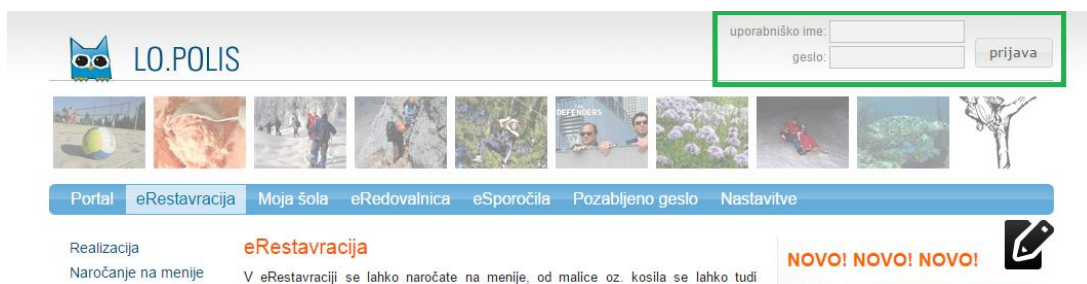 uporabniško ime:
LO.POLIS
geslo:
prijava
THE
DEFENDERS
Portal eRestavracija Moja šola eRedovalnica eSporočila Pozabljeno geslo Nastavitve
Realizacija
Naročanje na menije
eRestavracija
V eRestavraciji se lahko naročate na menije, od malice oz. kosila se lahko tudi
NOVO! NOVO! NOVO!